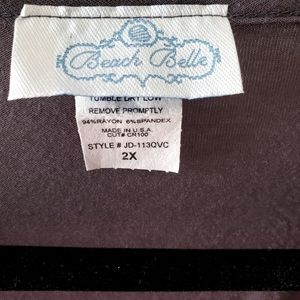 Beach Belle
TUMBLE DRY LOW
REMOVE PROMPTLY
94%RAYON 6%SPANDEX
MADE IN U.S.A.
CUT# CR100
STYLE # JD-113QVC
2X